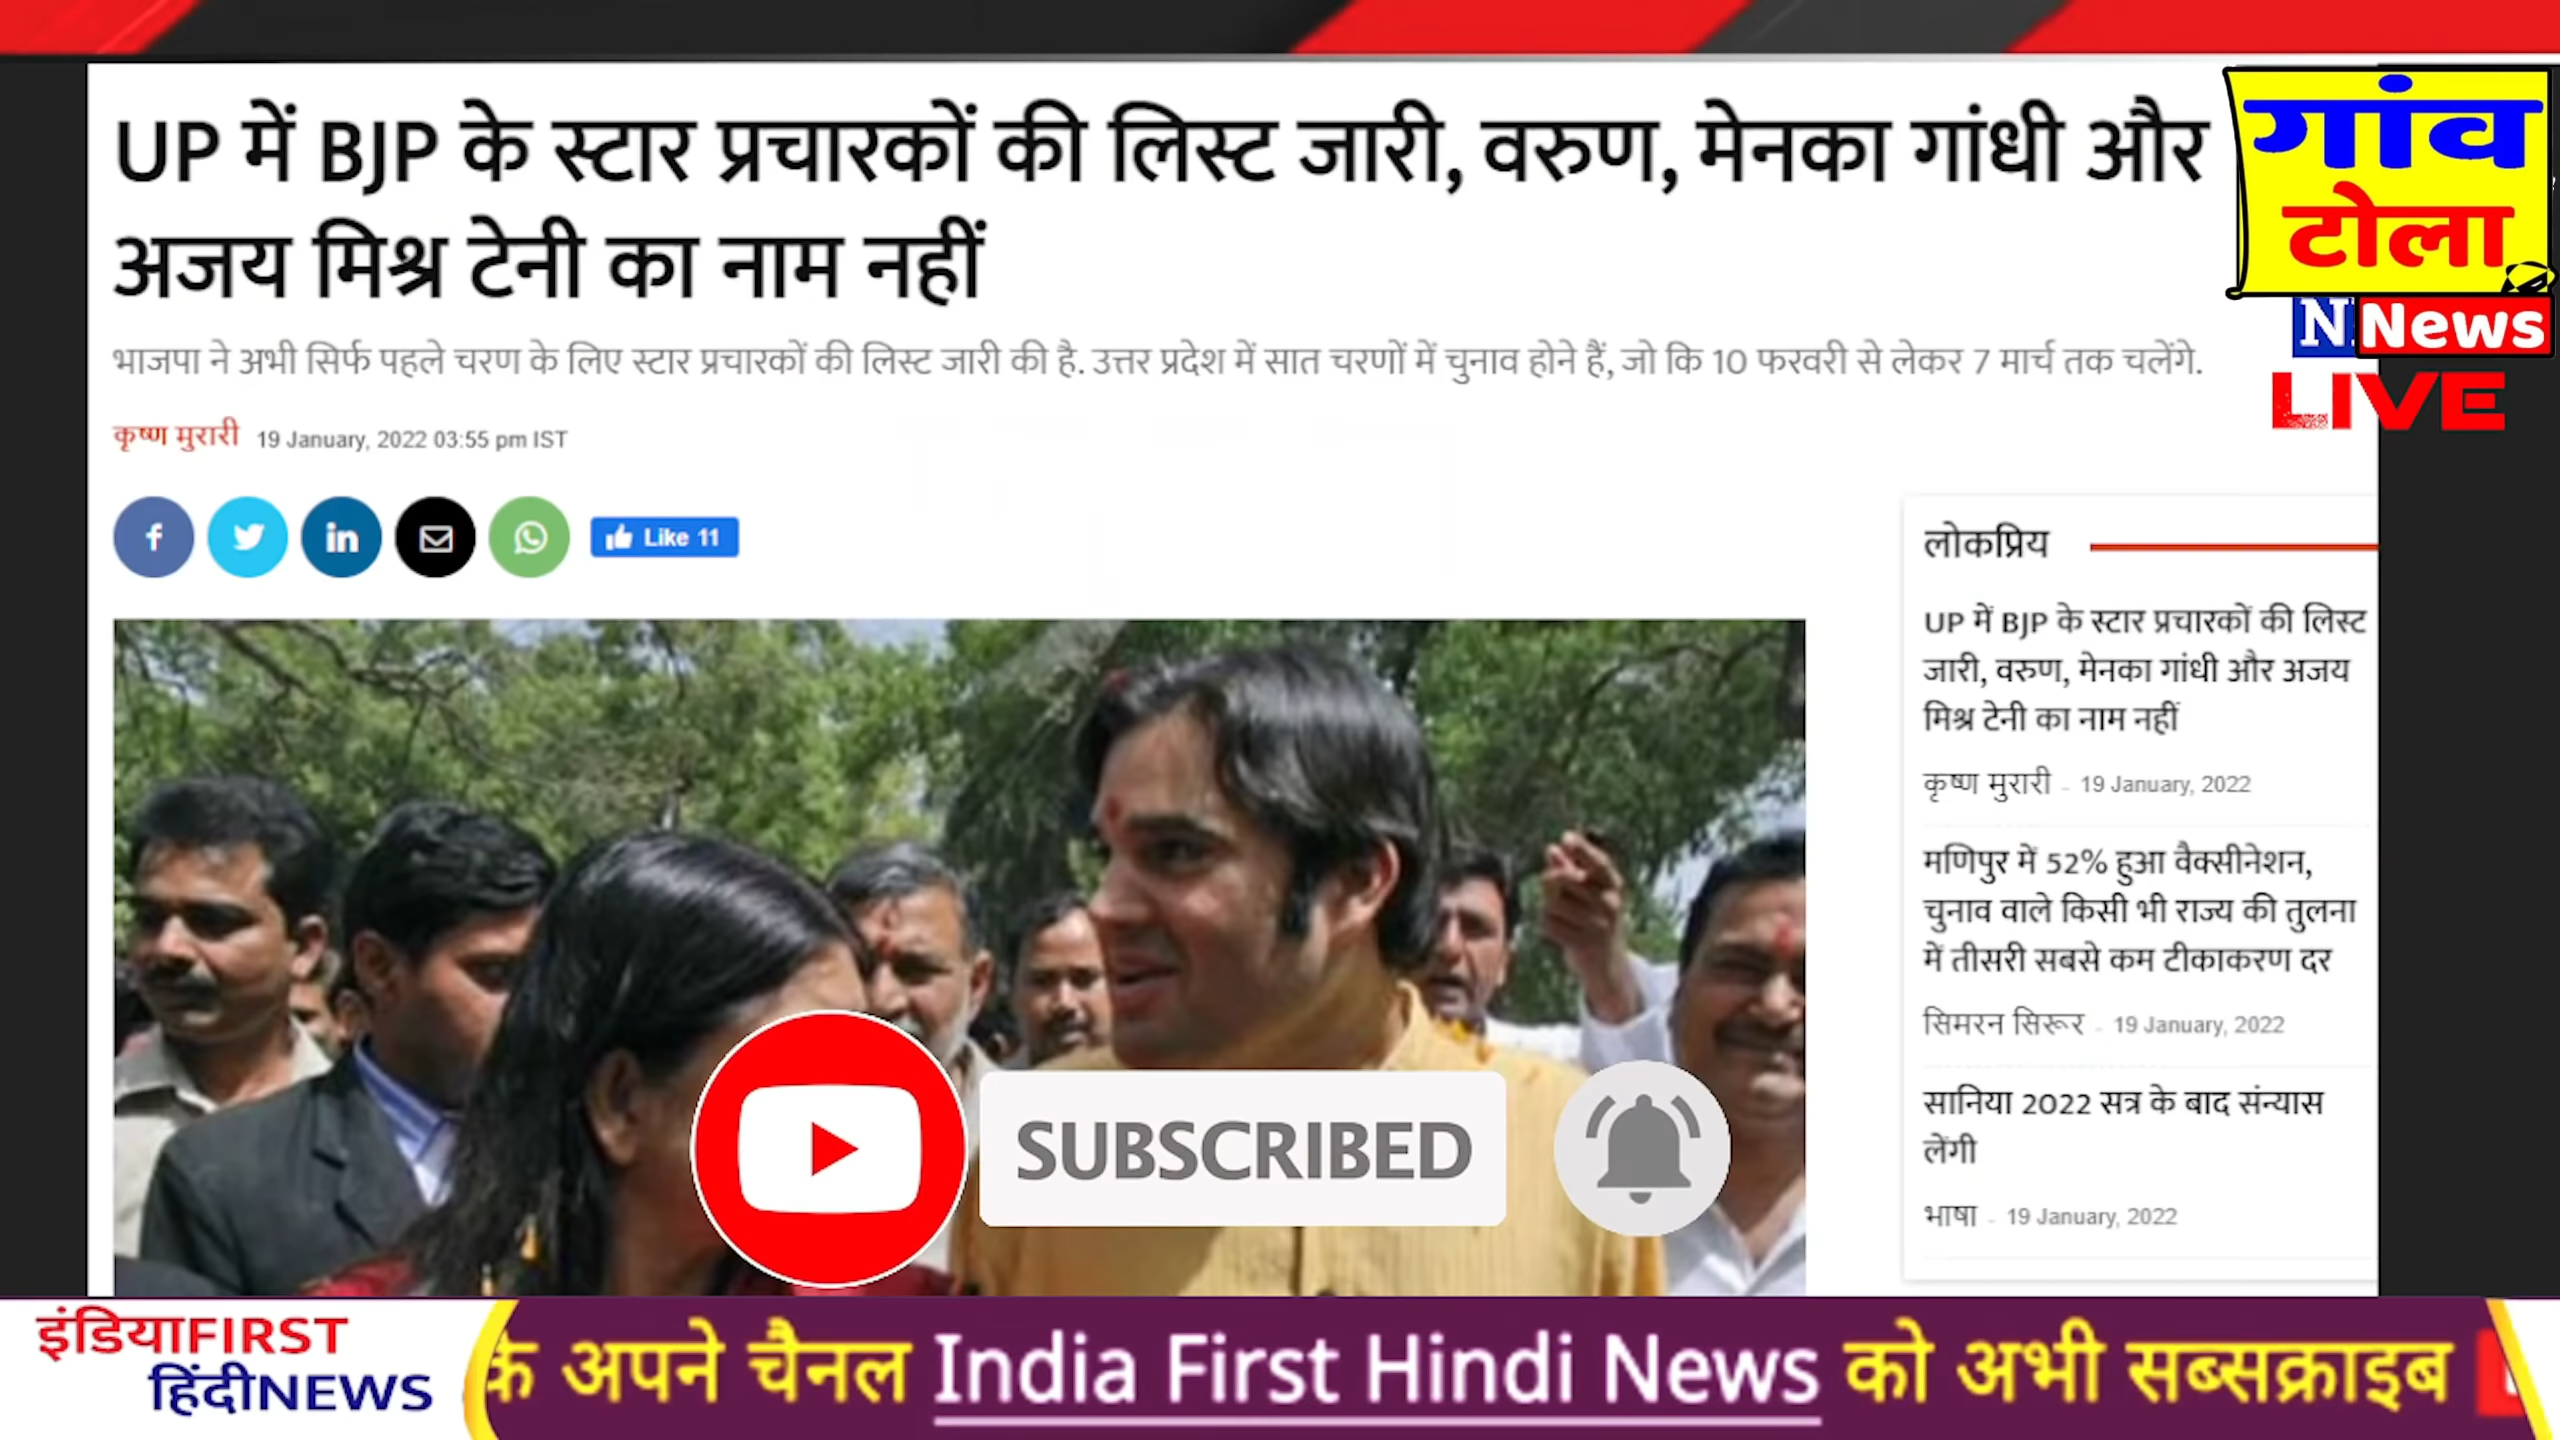 UP में BJP के स्टार प्रचारकों की लिस्ट जारी, वरुण, मेनका गांधी और
अजय मिश्र टेनी का नाम नहीं
भाजपा ने अभी सिर्फ पहले चरण के लिए स्टार प्रचारकों की लिस्ट जारी की है. उत्तर प्रदेश में सात चरणों में चुनाव होने हैं, जो कि 10 फरवरी से लेकर 7 मार्च तक चलेंगे.
कृष्ण मुरारी 19 January, 2022 03:55 pm IST
Like 11
गांव
टोला
N News
LIVE
लोकप्रिय
UP में BJP के स्टार प्रचारकों की लिस्ट
जारी, वरुण, मेनका गांधी और अजय
मिश्र टेनी का नाम नहीं
कृष्ण मुरारी - 19 January, 2022
मणिपुर में 52% हुआ वैक्सीनेशन,
चुनाव वाले किसी भी राज्य की तुलना
में तीसरी सबसे कम टीकाकरण दर
सिमरन सिरूर - 19 January, 2022
सानिया 2022 सत्र के बाद संन्यास
लेंगी
भाषा - 19 January, 2022
SUBSCRIBED
इंडियाFIRST
हिंदीNEWS
के अपने चैनल India First Hindi News को अभी सब्सक्राइब